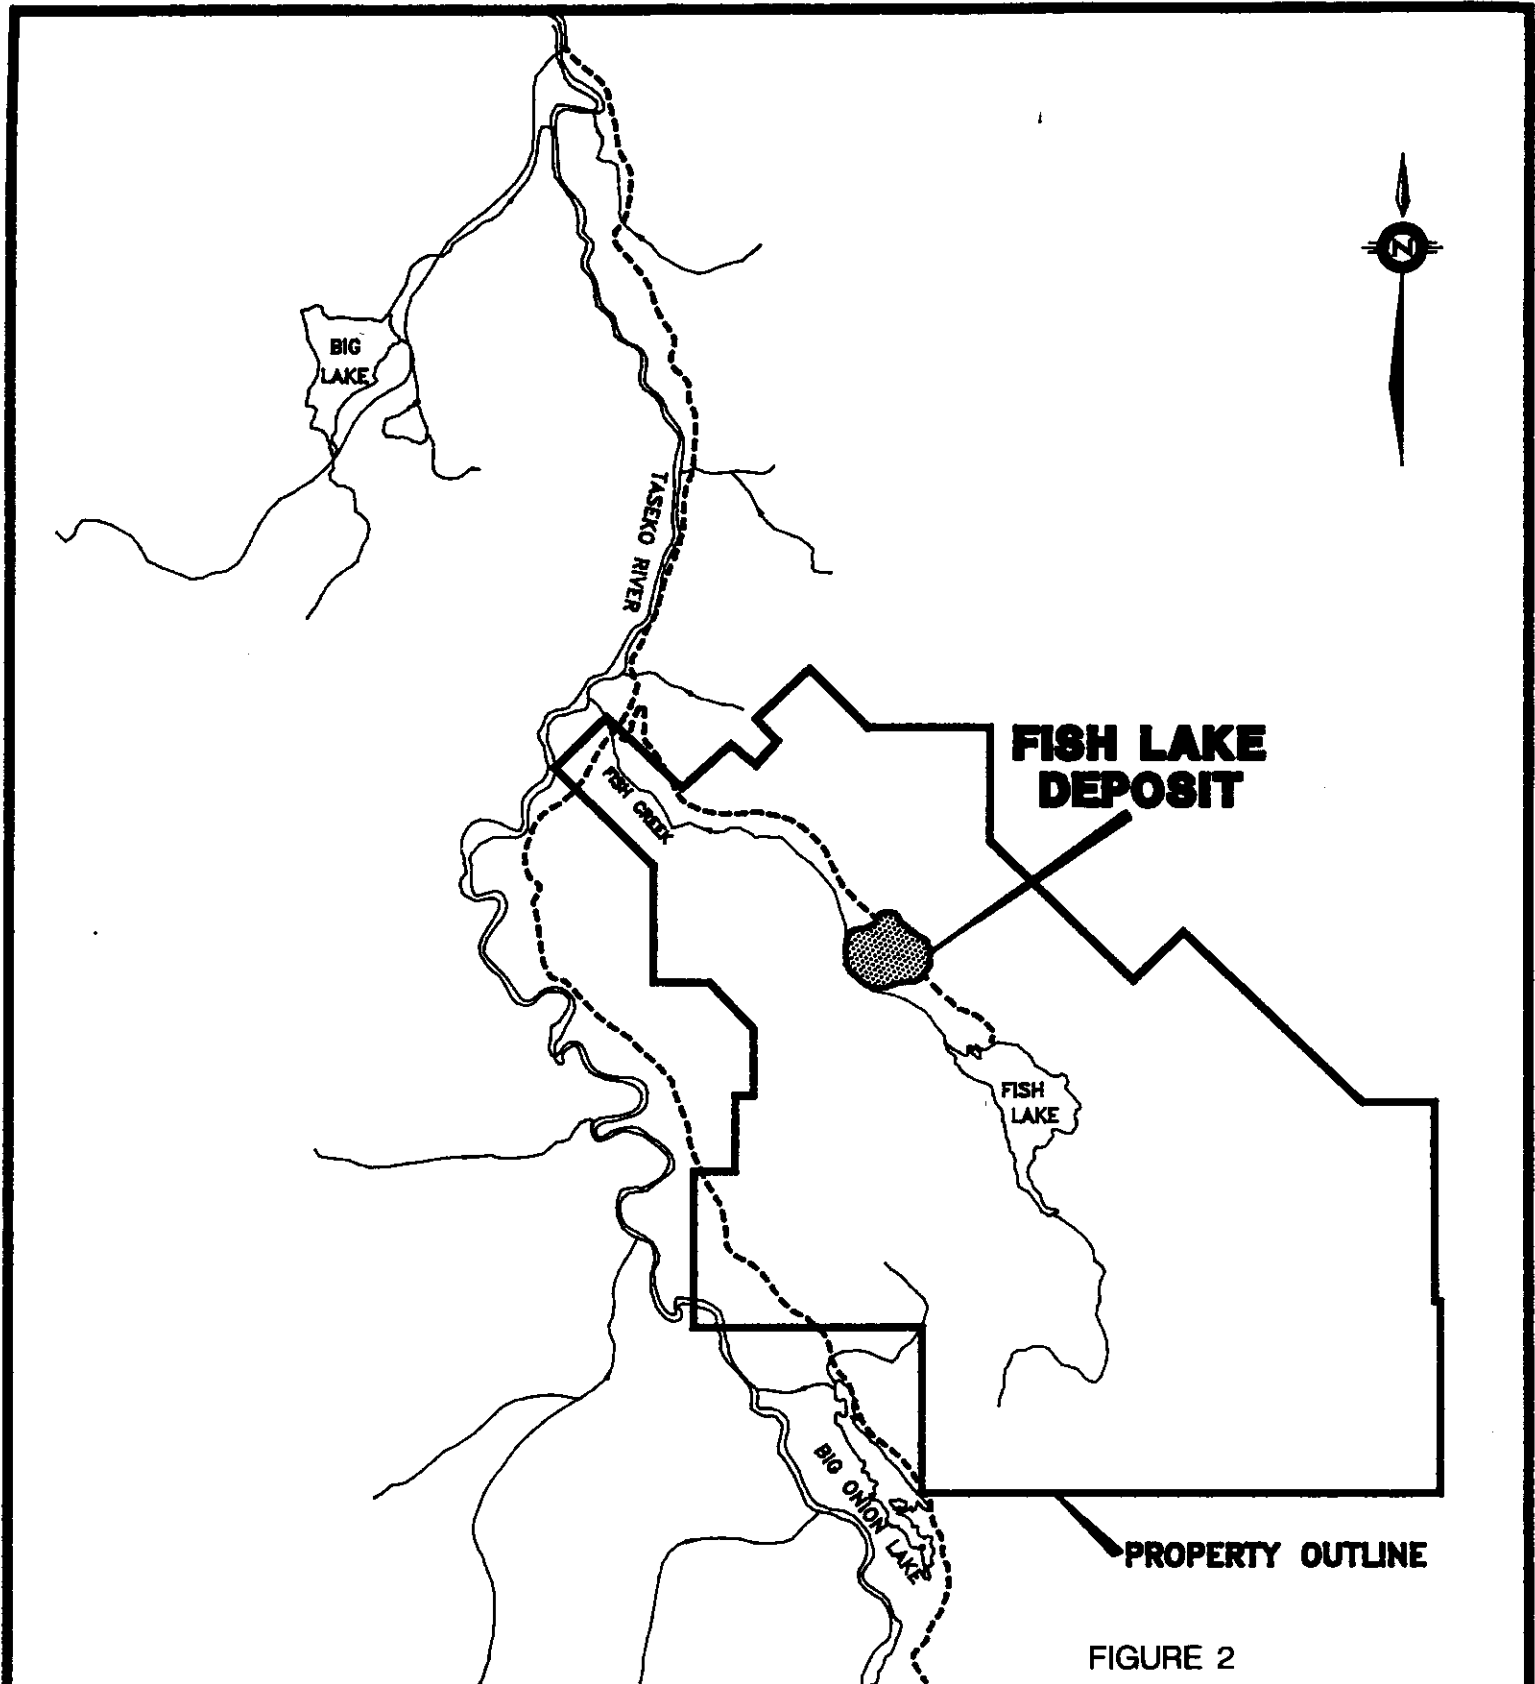 N
BIG
LAKE
TASEKO RIVER
FISH LAKE
DEPOSIT
FISH CREEK
FISH
LAKE
BIG ONION LAKE
PROPERTY OUTLINE
FIGURE 2